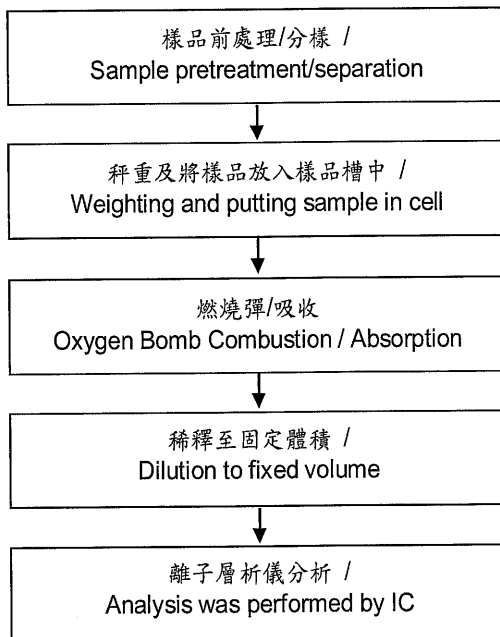 樣品前處理/分樣 /
Sample pretreatment/separation
秤重及將樣品放入樣品槽中 /
Weighting and putting sample in cell
燃燒彈/吸收
Oxygen Bomb Combustion / Absorption
稀釋至固定體積 /
Dilution to fixed volume
離子層析儀分析 /
Analysis was performed by IC